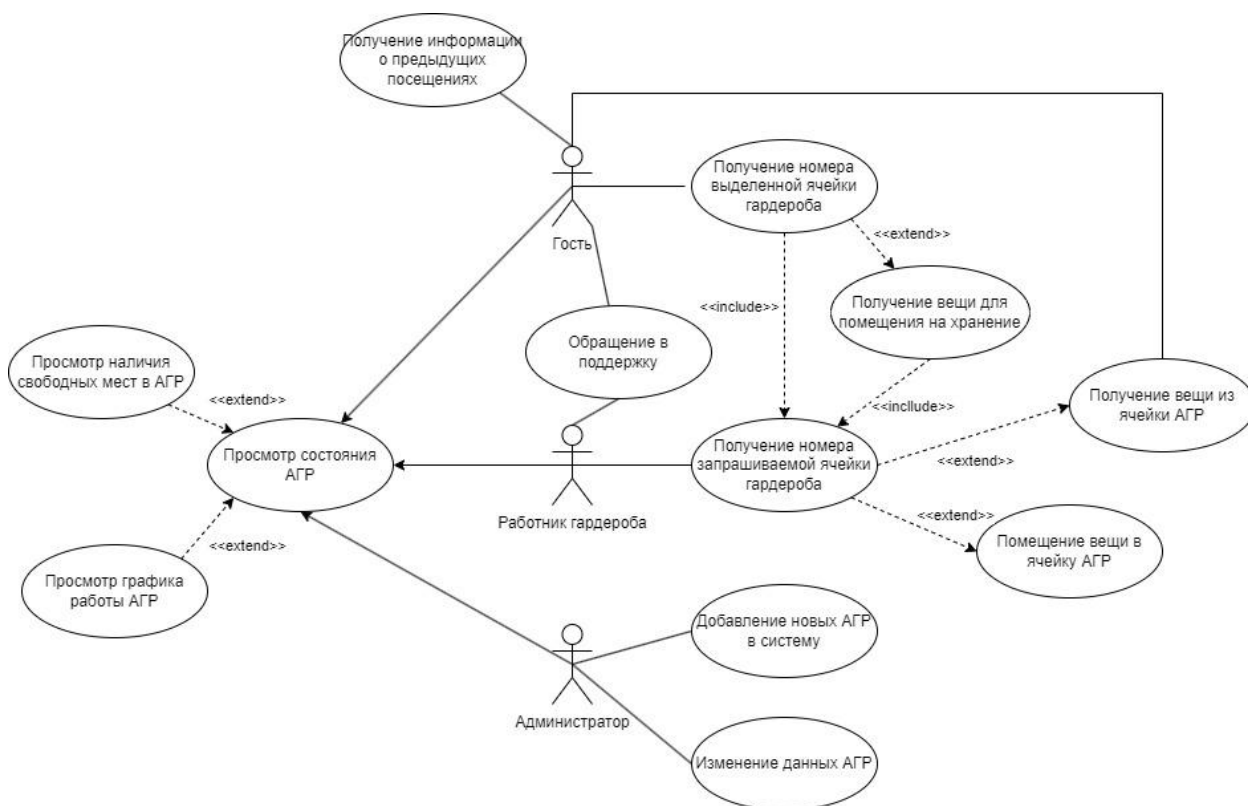 Получение информации
о предыдущих
посещениях
Получение номера
выделенной ячейки
гардероба
Гость
<<extend>>
<<include>>
Получение вещи для
помещения на хранение
Обращение в
поддержку
Просмотр наличия
свободных мест в АГР
<<extend>>
Получение вещи из
ячейки АГР
<<incllude>>
Просмотр состояния
АГР
Получение номера
запрашиваемой ячейки
гардероба
<<extend>>
Работник гардероба
<<extend>>
<<extend>>
Помещение вещи в
ячейку АГР
Просмотр графика
работы АГР
Добавление новых АГР
в систему
Администратор
Изменение данных АГР